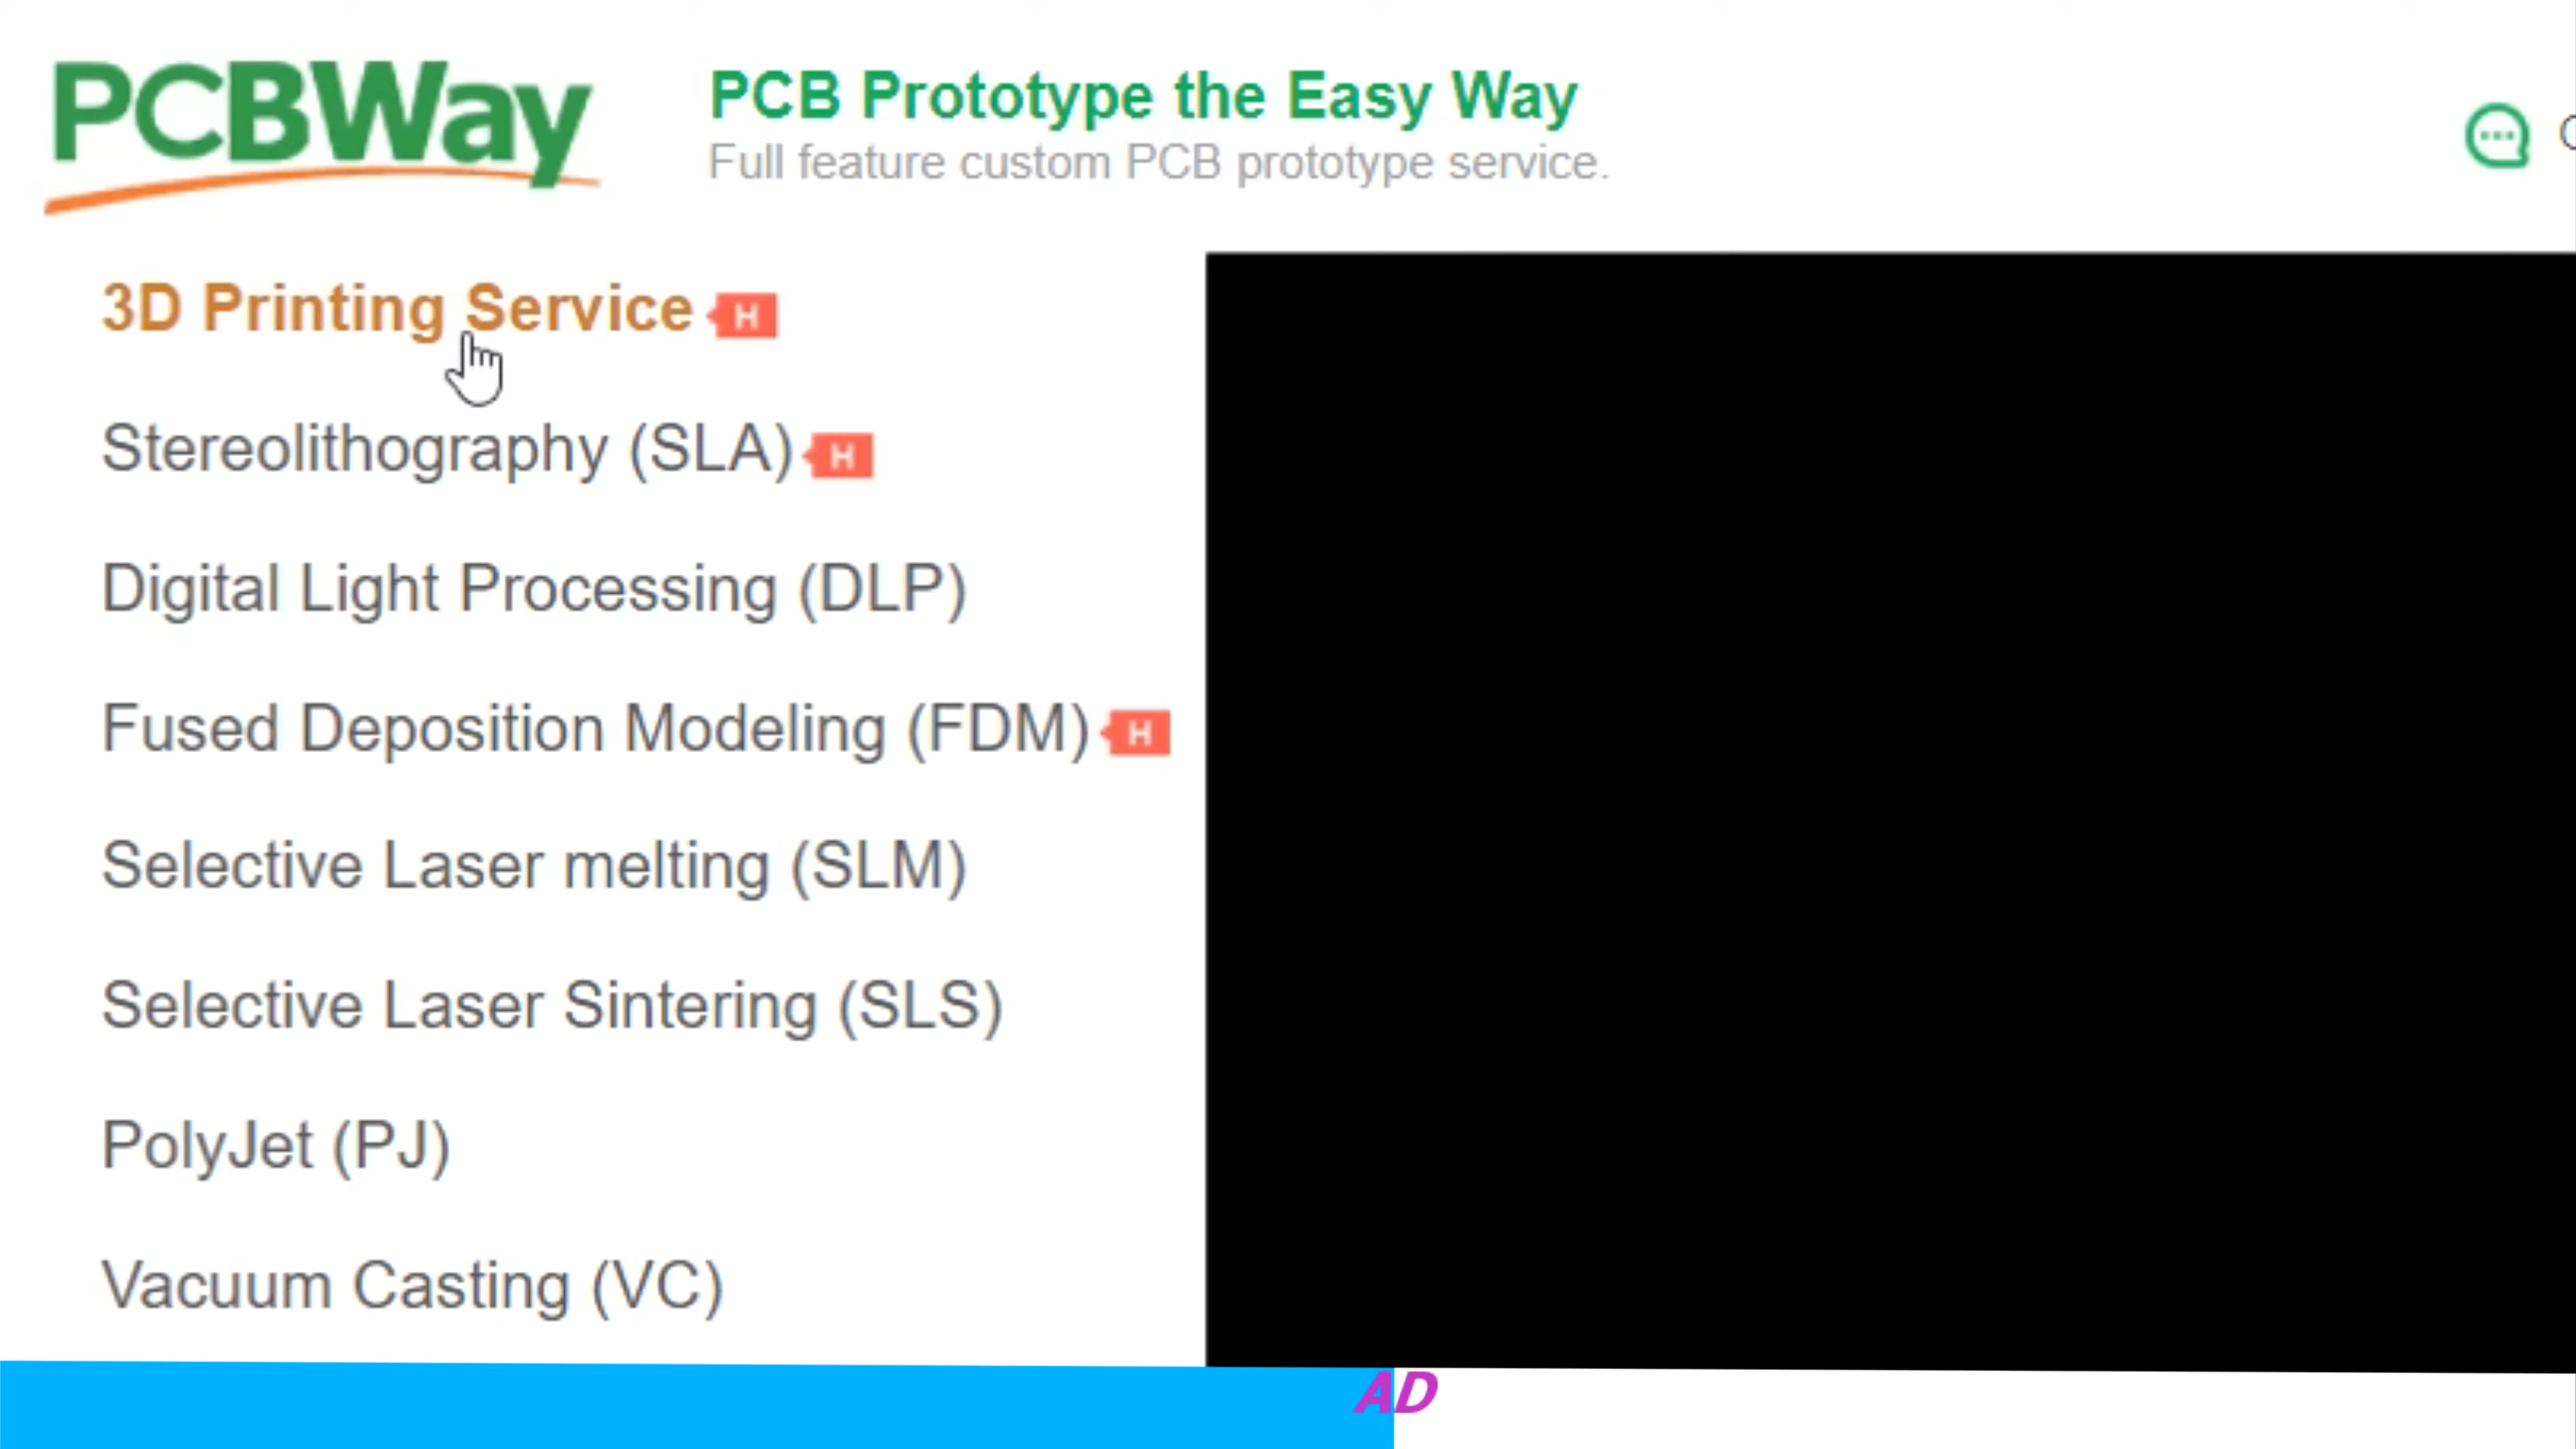 PCBWay
PCB Prototype the Easy Way
Full feature custom PCB prototype service.
3D Printing Service H
Stereolithography (SLA) H
Digital Light Processing (DLP)
Fused Deposition Modeling (FDM) H
Selective Laser melting (SLM)
Selective Laser Sintering (SLS)
PolyJet (PJ)
Vacuum Casting (VC)
AD